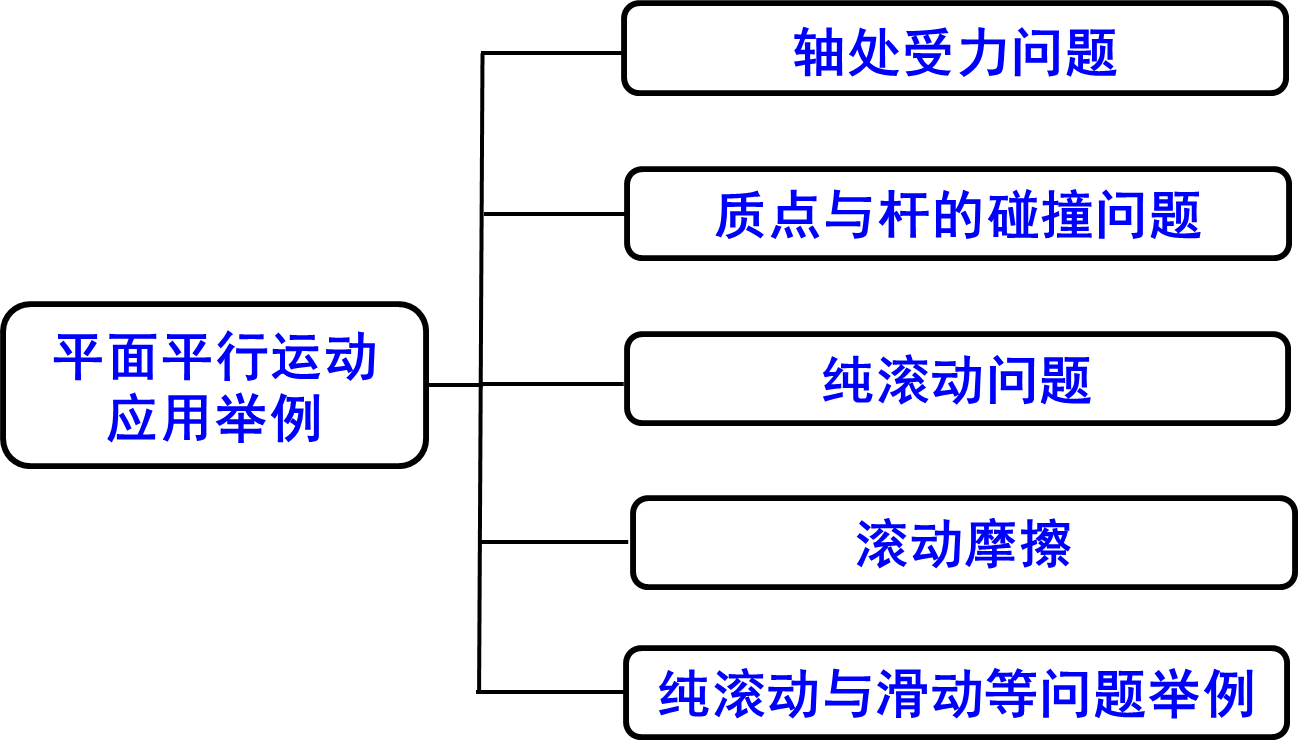 轴处受力问题
质点与杆的碰撞问题
平面平行运动
应用举例
纯滚动问题
滚动摩擦
纯滚动与滑动等问题举例